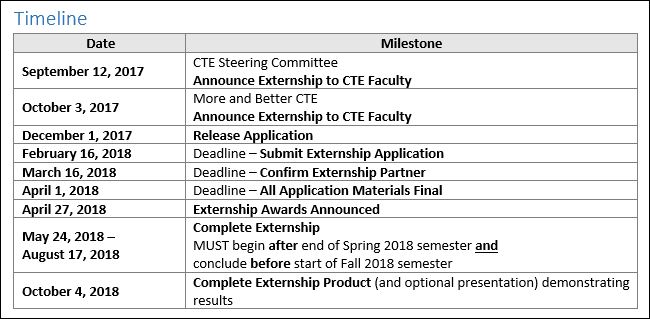 Timeline
Date Milestone
September 12, 2017 CTE Steering Committee
Announce Externship to CTE Faculty
October 3, 2017 More and Better CTE
Announce Externship to CTE Faculty
December 1, 2017 Release Application
February 16, 2018 Deadline – Submit Externship Application
March 16, 2018 Deadline – Confirm Externship Partner
April 1, 2018 Deadline – All Application Materials Final
April 27, 2018 Externship Awards Announced
May 24, 2018 –
August 17, 2018
Complete Externship
MUST begin after end of Spring 2018 semester and
conclude before start of Fall 2018 semester
October 4, 2018 Complete Externship Product (and optional presentation) demonstrating
results